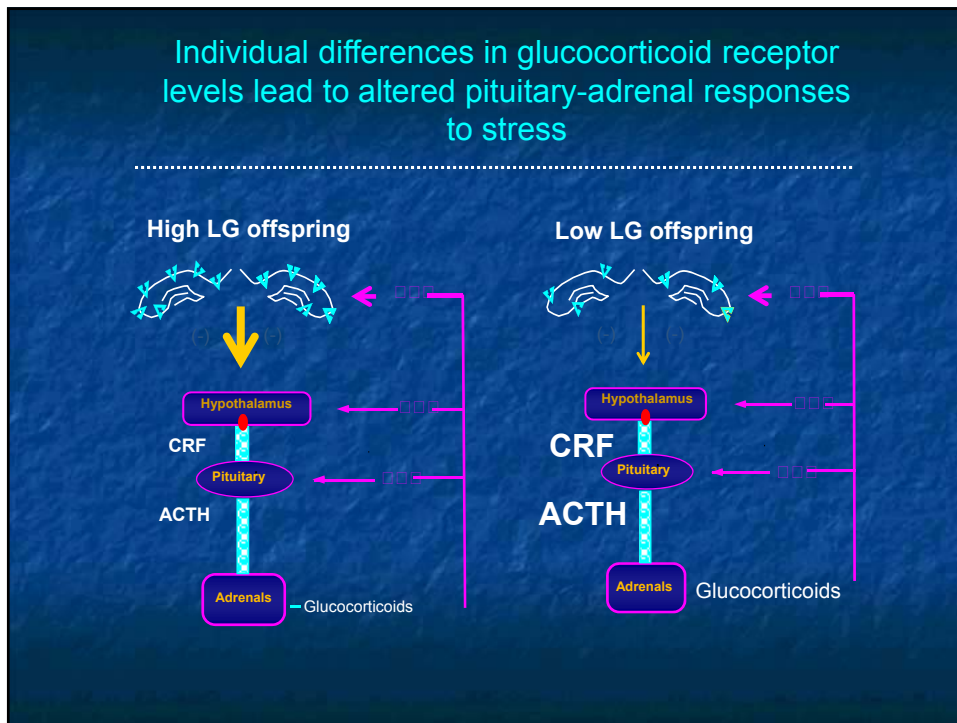 Individual differences in glucocorticoid receptor
levels lead to altered pituitary-adrenal responses
to stress
High LG offspring
(-)
(-)
Hypothalamus
CRF
Pituitary
ACTH
Adrenals
Glucocorticoids
Low LG offspring
(-)
(-)
Hypothalamus
CRF
Pituitary
ACTH
Adrenals
Glucocorticoids